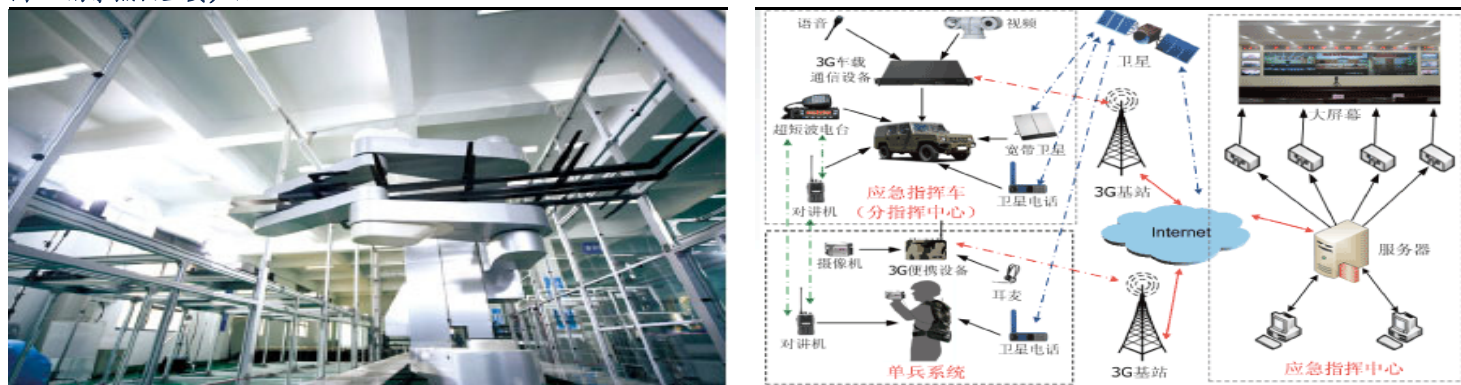 语音
视频
3G车载
通信设备
卫星
超短波电台
宽带卫星
大屏幕
对讲机
应急指挥车
(分指挥中心)
卫星电话
3G基站
Internet
服务器
摄像机
3G便携设备
耳麦
对讲机
卫星电话
单兵系统
3G基站
应急指挥中心